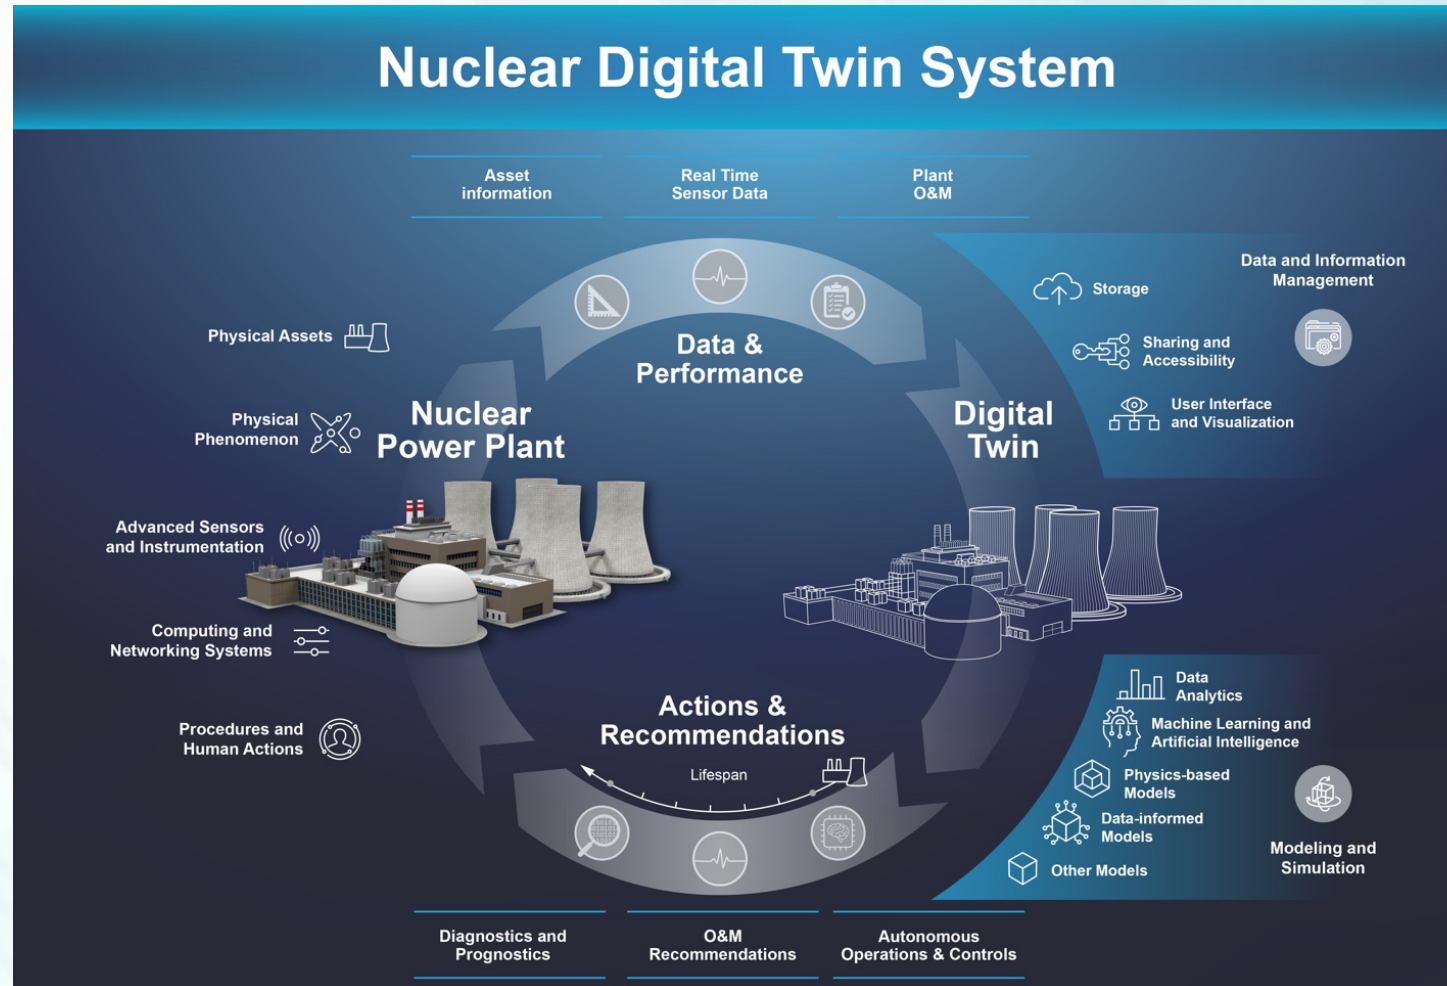 Nuclear Digital Twin System
Asset
information
Real Time
Sensor Data
Plant
O&M
Data &
Performance
Physical Assets
Physical
Phenomenon
Advanced Sensors
and Instrumentation
Computing and
Networking Systems
Procedures and
Human Actions
Nuclear
Power Plant
Digital
Twin
Storage
Sharing and
Accessibility
User Interface
and Visualization
Data and Information
Management
Data
Analytics
Machine Learning and
Artificial Intelligence
Physics-based
Models
Data-informed
Models
Other Models
Modeling and
Simulation
Actions &
Recommendations
Lifespan
Diagnostics and
Prognostics
O&M
Recommendations
Autonomous
Operations & Controls